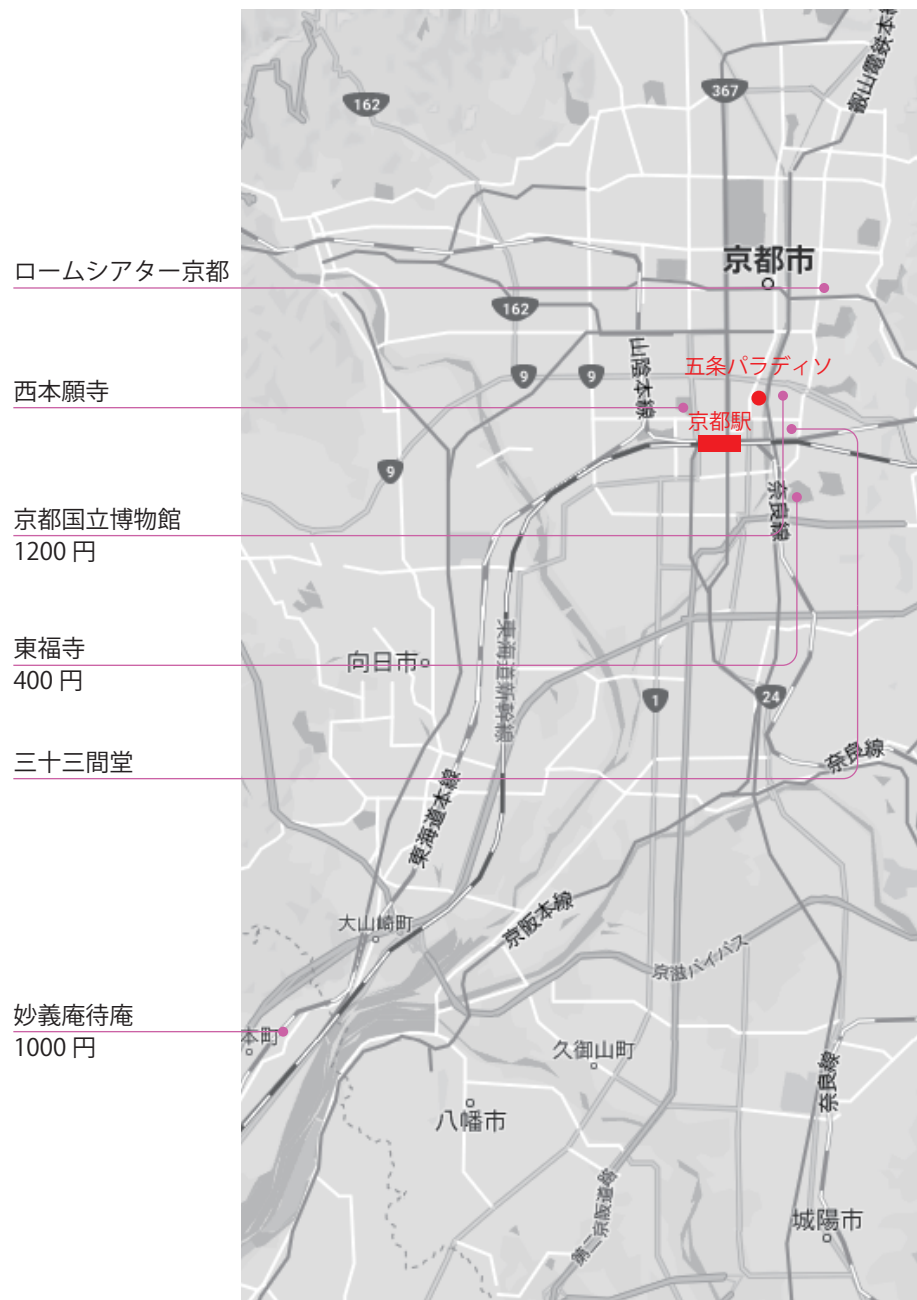 叡山電鉄本線
367
162
ロームシアター京都
京都市
162
山陰本線
五条パラディソ
9
9
西本願寺
京都駅
9
奈良線
京都国立博物館
1200 円
東福寺
400 円
向日市
東海道新幹線
1
24
三十三間堂
奈良線
東海道本線
大山崎町
京阪本線
京滋バイパス
妙義庵待庵
1000 円
本町
久御山町
奈良線
八幡市
第二京阪道路
城陽市